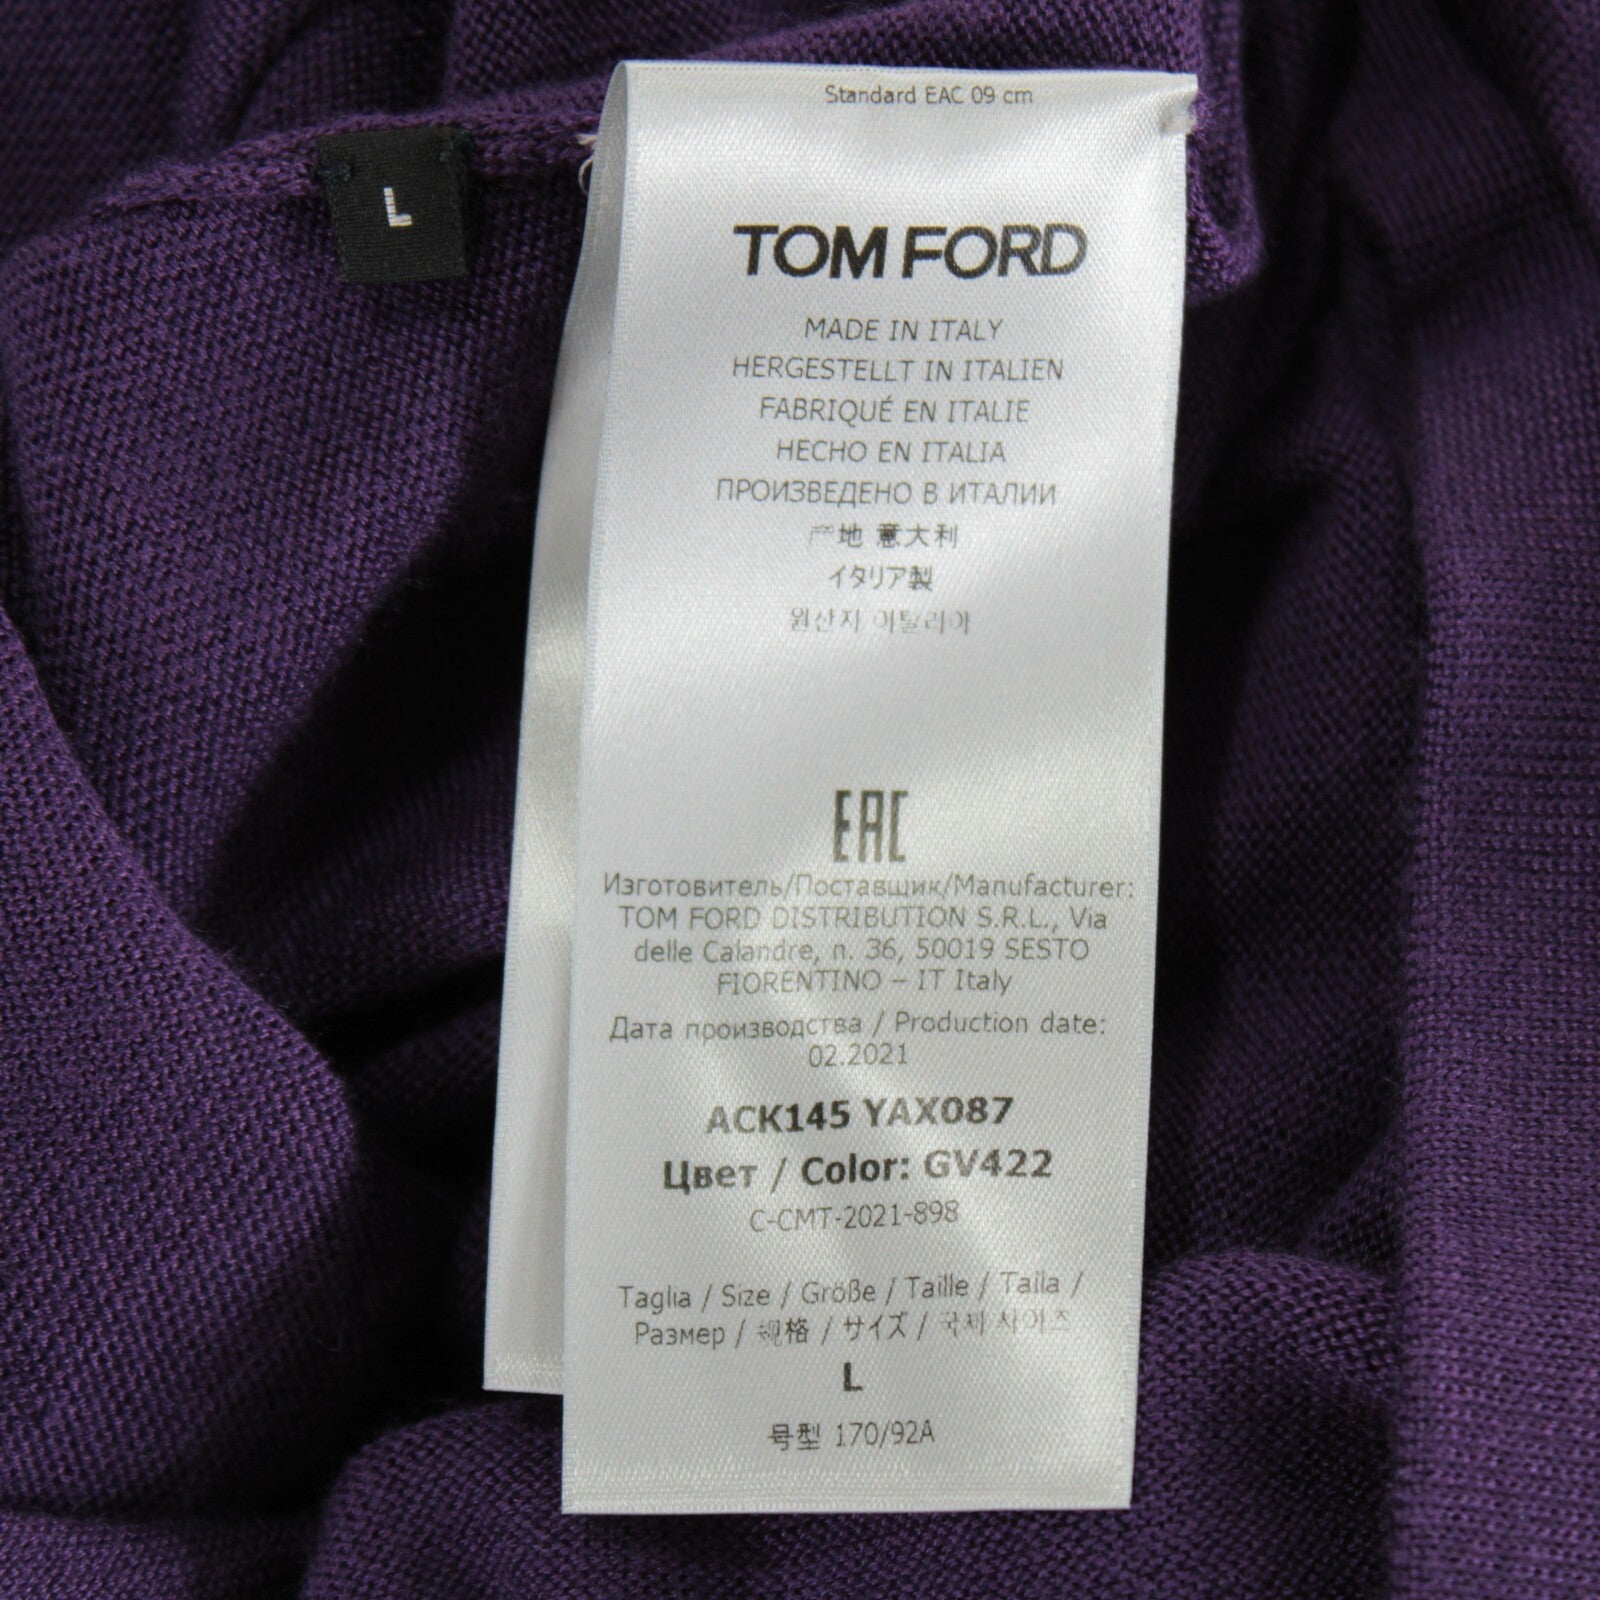 Standard EAC 09 cm
L
TOM FORD
MADE IN ITALY
HERGESTELLT IN ITALIEN
FABRIQUÉ EN ITALIE
HECHO EN ITALIA
ПРОИЗВЕДЕНО В ИТАЛИИ
产地 意大利
イタリア製
원산지 이탈리아
EAC
Изготовитель/Поставщик/Manufacturer:
TOM FORD DISTRIBUTION S.R.L., Via
delle Calandre, n. 36, 50019 SESTO
FIORENTINO – IT Italy
Дата производства / Production date:
02.2021
ACK145 YAX087
Цвет / Color: GV422
C-CMT-2021-898
Taglia / Size / Größe / Taille / Talla /
Размер / 规格 / サイズ / 국제 사이즈
L
号型 170/92A